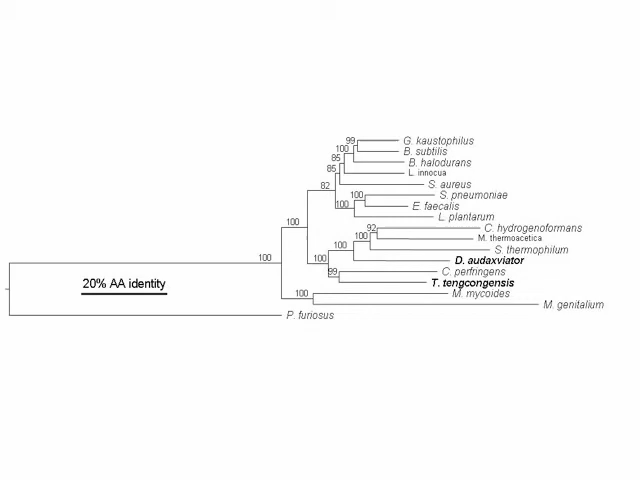 99
G. kaustophilus
100
B. subtilis
85
B. halodurans
85
L. innocua
82
S. aureus
100
S. pneumoniae
100
E. faecalis
L. plantarum
100
92
C. hydrogenoformans
100
M. thermoacetica
100
S. thermophilum
100
100
D. audaxviator
99
C. perfringens
20% AA identity
T. tengcongensis
100
M. mycoides
M. genitalium
P. furiosus